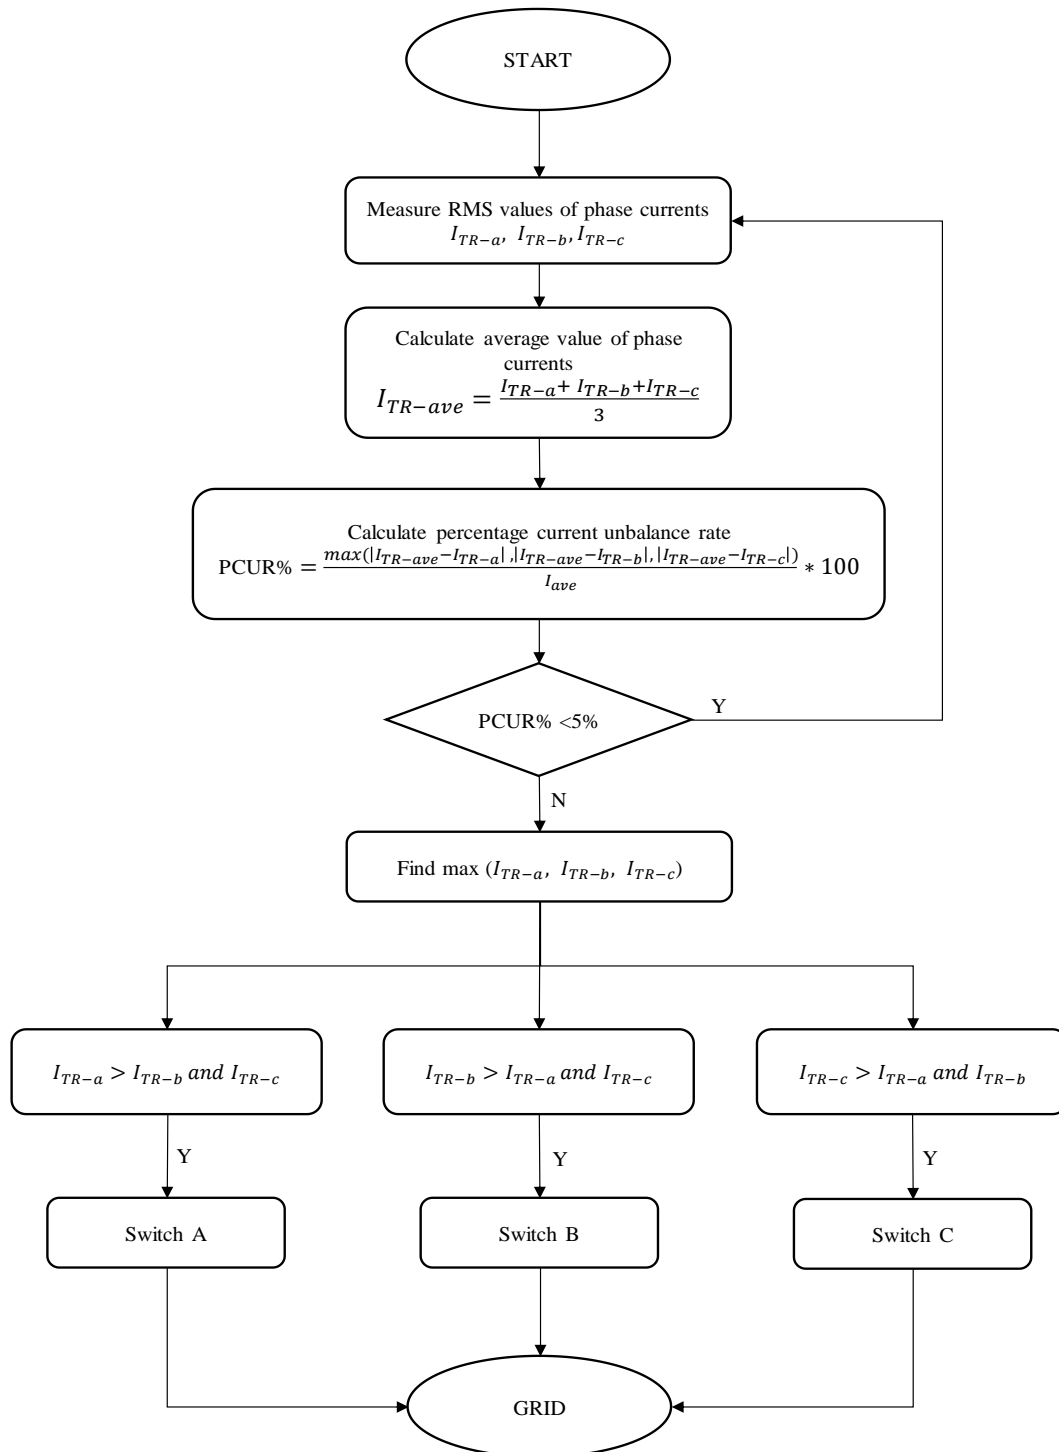 START
Measure RMS values of phase currents
I_{TR-a}, I_{TR-b}, I_{TR-c}
Calculate average value of phase
currents
I_{TR-ave} = \frac{I_{TR-a}+ I_{TR-b}+I_{TR-c}}{3}
Calculate percentage current unbalance rate
PCUR% = \frac{max(|I_{TR-ave}-I_{TR-a}| ,|I_{TR-ave}-I_{TR-b}|, |I_{TR-ave}-I_{TR-c}|)}{I_{ave}} * 100
PCUR% <5%
Y
N
Find max (I_{TR-a}, I_{TR-b}, I_{TR-c})
I_{TR-a} > I_{TR-b} and I_{TR-c}
I_{TR-b} > I_{TR-a} and I_{TR-c}
I_{TR-c} > I_{TR-a} and I_{TR-b}
Y
Y
Y
Switch A
Switch B
Switch C
GRID